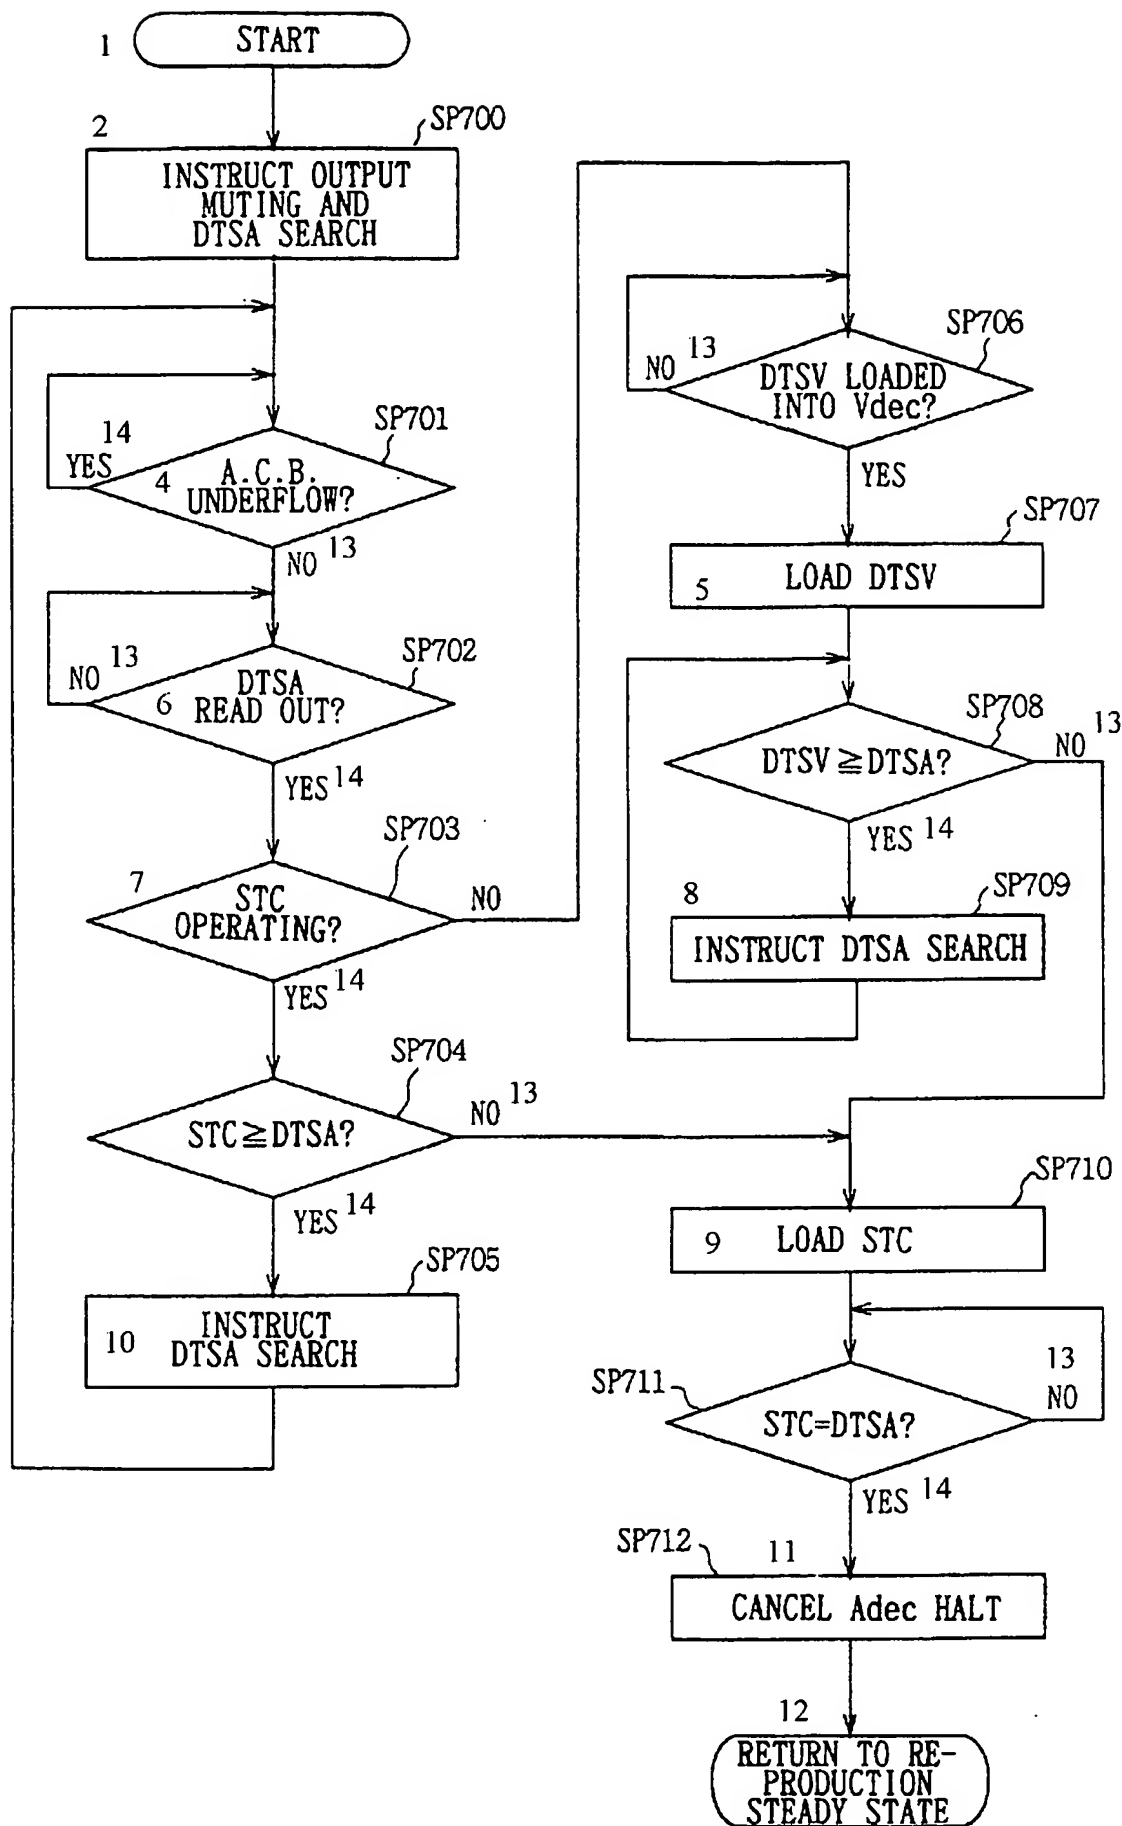 1
START
2
SP700
INSTRUCT OUTPUT
MUTING AND
DTSA SEARCH
14
YES
4
SP701
A.C.B.
UNDERFLOW?
NO 13
13
NO
6
SP702
DTSA
READ OUT?
YES 14
7
SP703
STC
OPERATING?
NO
YES 14
SP704
STC≧DTSA?
NO 13
YES 14
SP705
10
INSTRUCT
DTSA SEARCH
13
NO
SP706
DTSV LOADED
INTO Vdec?
YES
SP707
5
LOAD DTSV
SP708
DTSV≧DTSA?
NO 13
YES 14
8
SP709
INSTRUCT DTSA SEARCH
SP710
9
LOAD STC
SP711
STC=DTSA?
13
NO
YES 14
SP712
11
CANCEL Adec HALT
12
RETURN TO RE-
PRODUCTION
STEADY STATE